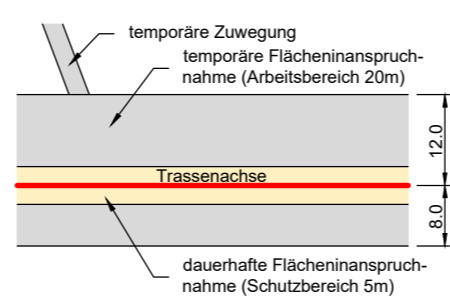 temporäre Zuwegung
temporäre Flächeninanspruch-
nahme (Arbeitsbereich 20m)
Trassenachse
12.0
8.0
dauerhafte Flächeninanspruch-
nahme (Schutzbereich 5m)